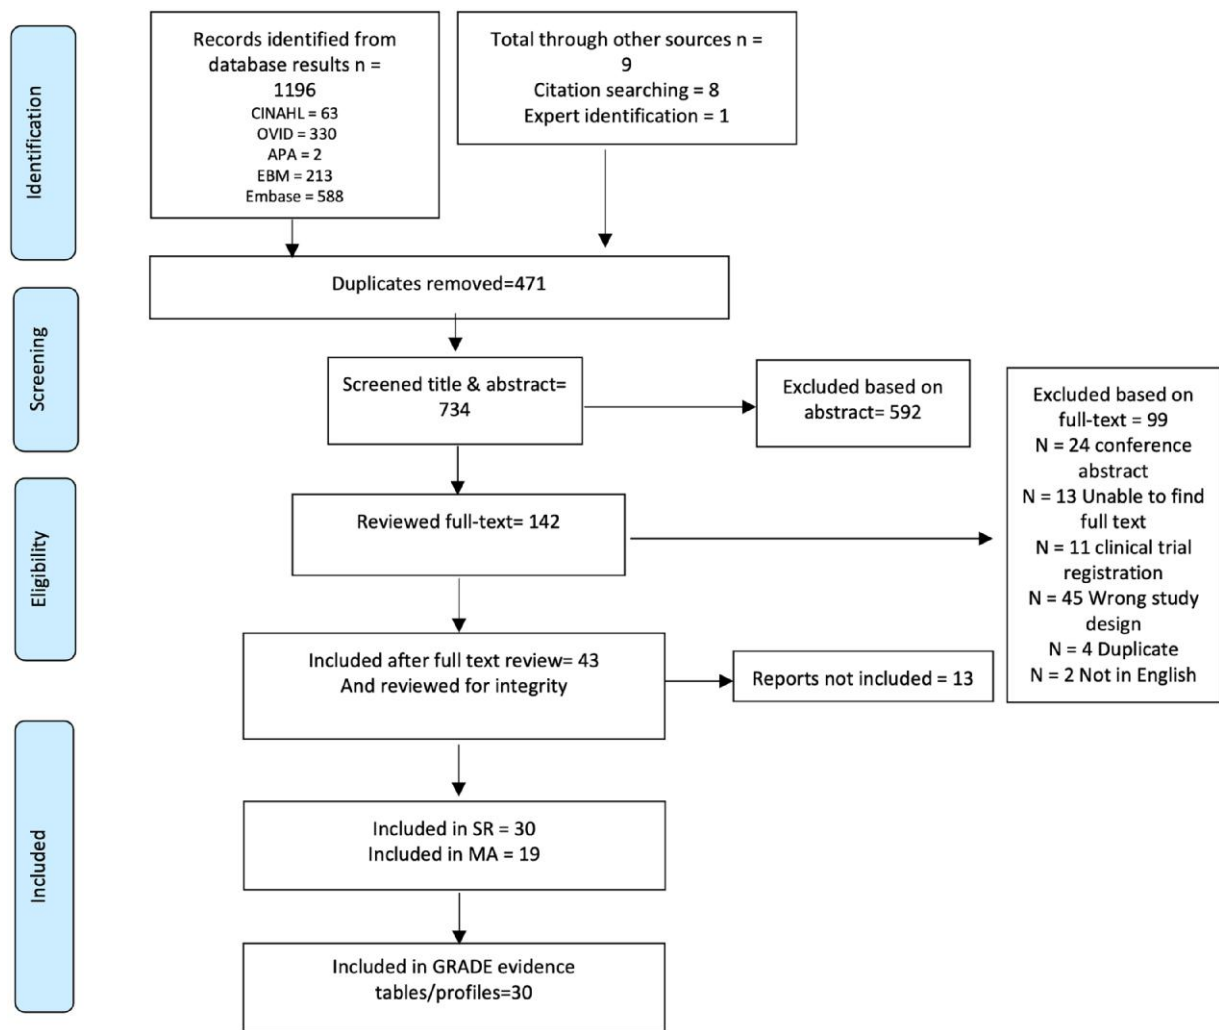 Identification
Records identified from
database results n =
1196
CINAHL = 63
OVID = 330
APA = 2
EBM = 213
Embase = 588
Total through other sources n =
9
Citation searching = 8
Expert identification = 1
Duplicates removed=471
Screening
Screened title & abstract=
734
Excluded based on
abstract= 592
Excluded based on
full-text = 99
N = 24 conference
abstract
N = 13 Unable to find
full text
N = 11 clinical trial
registration
N = 45 Wrong study
design
N = 4 Duplicate
N = 2 Not in English
Eligibility
Reviewed full-text= 142
Included after full text review= 43
And reviewed for integrity
Reports not included = 13
Included
Included in SR = 30
Included in MA = 19
Included in GRADE evidence
tables/profiles=30